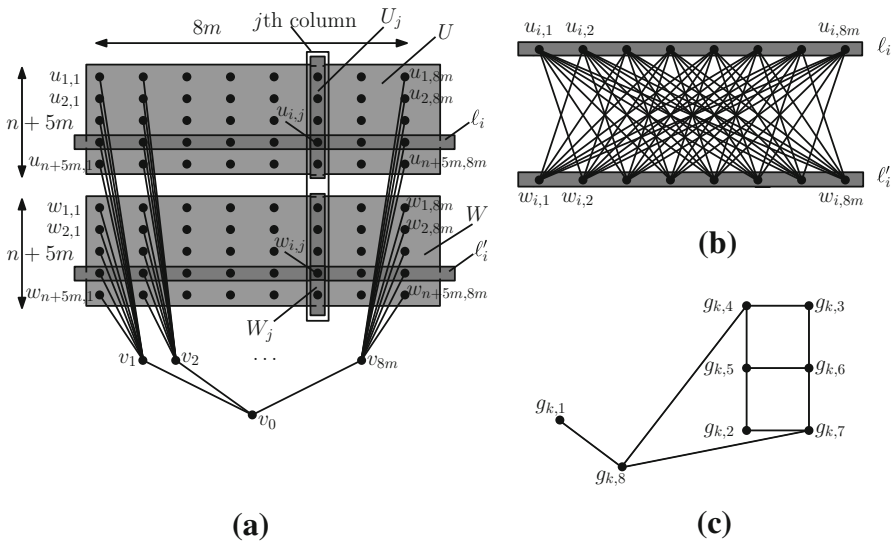 jth column
8m
U_j
U
u_{1,1}
u_{1,8m}
u_{2,1}
u_{2,8m}
n + 5m
u_{i,j}
ℓ_i
u_{n+5m,1}
u_{n+5m,8m}
w_{1,1}
w_{1,8m}
w_{2,1}
w_{2,8m}
W
n + 5m
w_{i,j}
ℓ'_i
w_{n+5m,1}
w_{n+5m,8m}
W_j
v_1
v_2
...
v_{8m}
v_0
(a)
u_{i,1}
u_{i,2}
u_{i,8m}
ℓ_i
ℓ'_i
w_{i,1}
w_{i,2}
w_{i,8m}
(b)
g_{k,4}
g_{k,3}
g_{k,5}
g_{k,6}
g_{k,1}
g_{k,2}
g_{k,7}
g_{k,8}
(c)